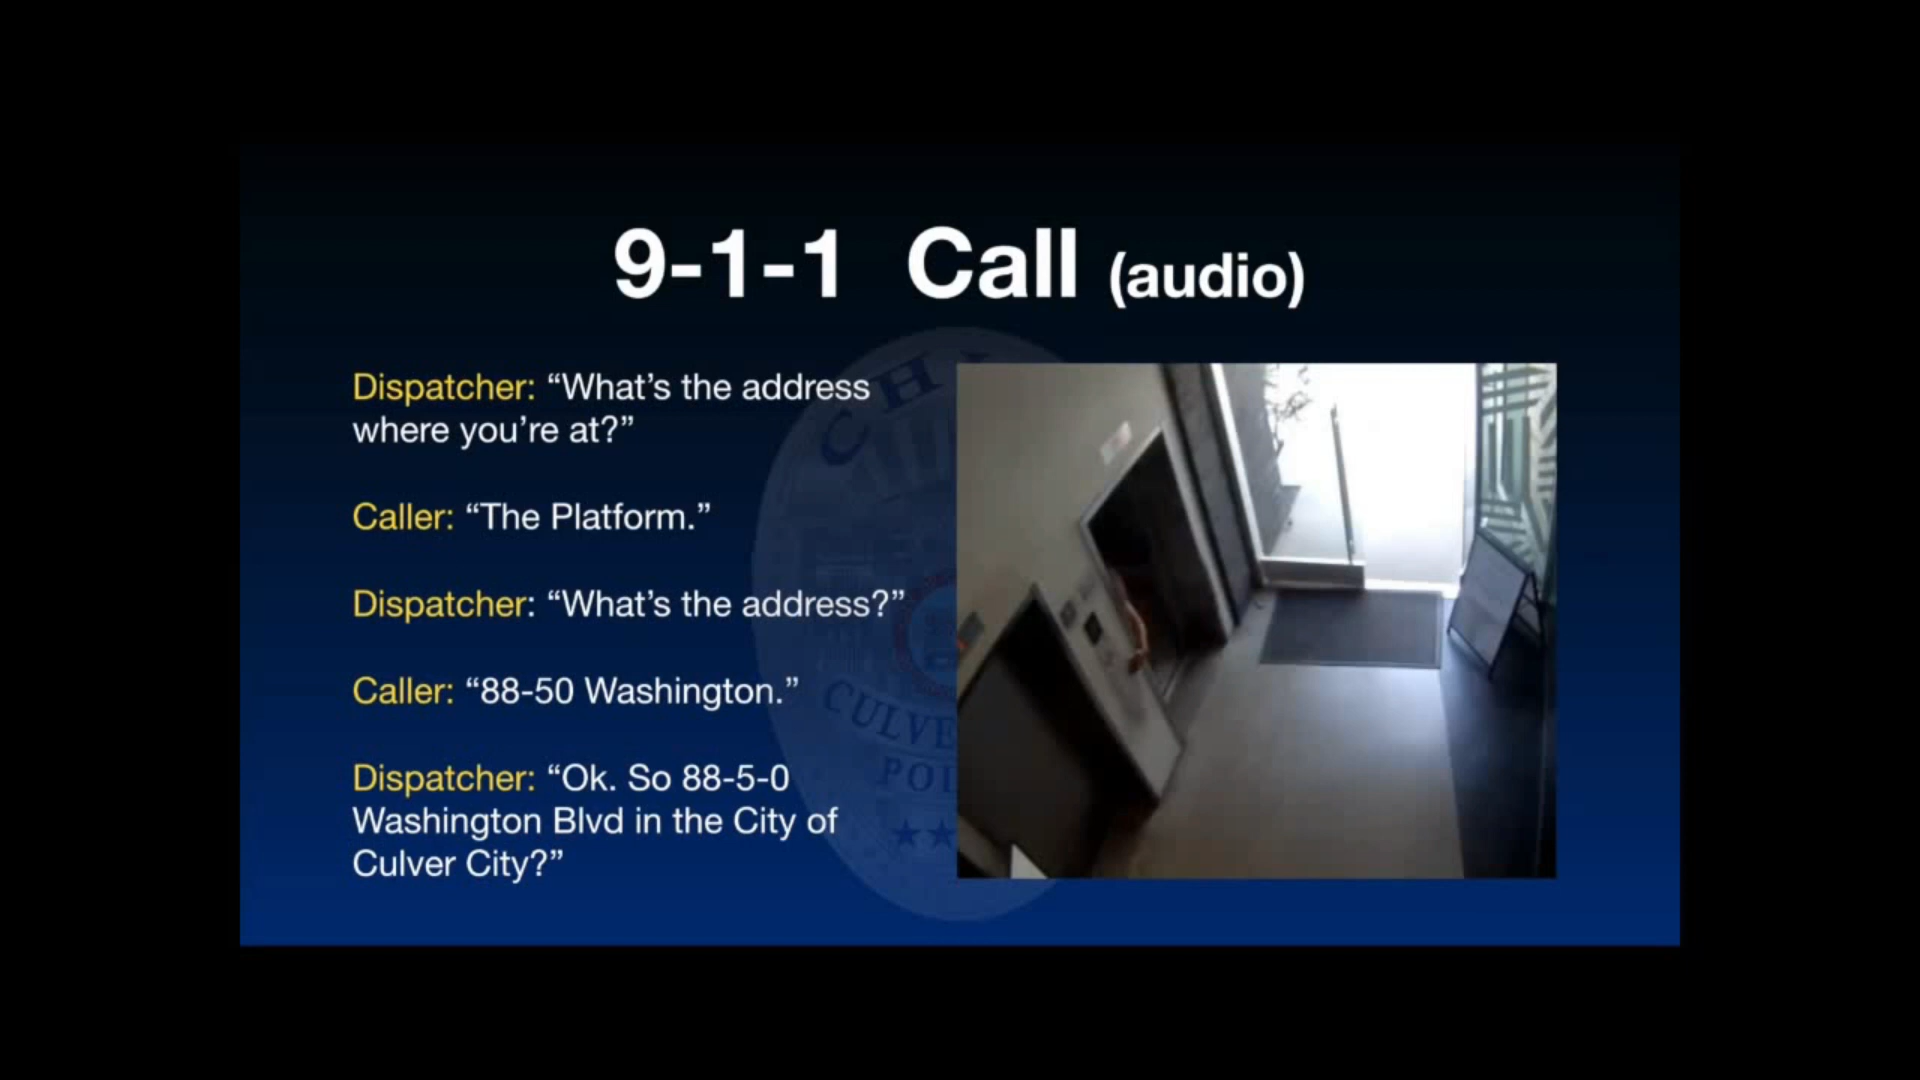 9-1-1 Call (audio)
Dispatcher: “What’s the address
where you’re at?”
Caller: “The Platform.”
Dispatcher: “What’s the address?”
Caller: “88-50 Washington.”
Dispatcher: “Ok. So 88-5-0
Washington Blvd in the City of
Culver City?”